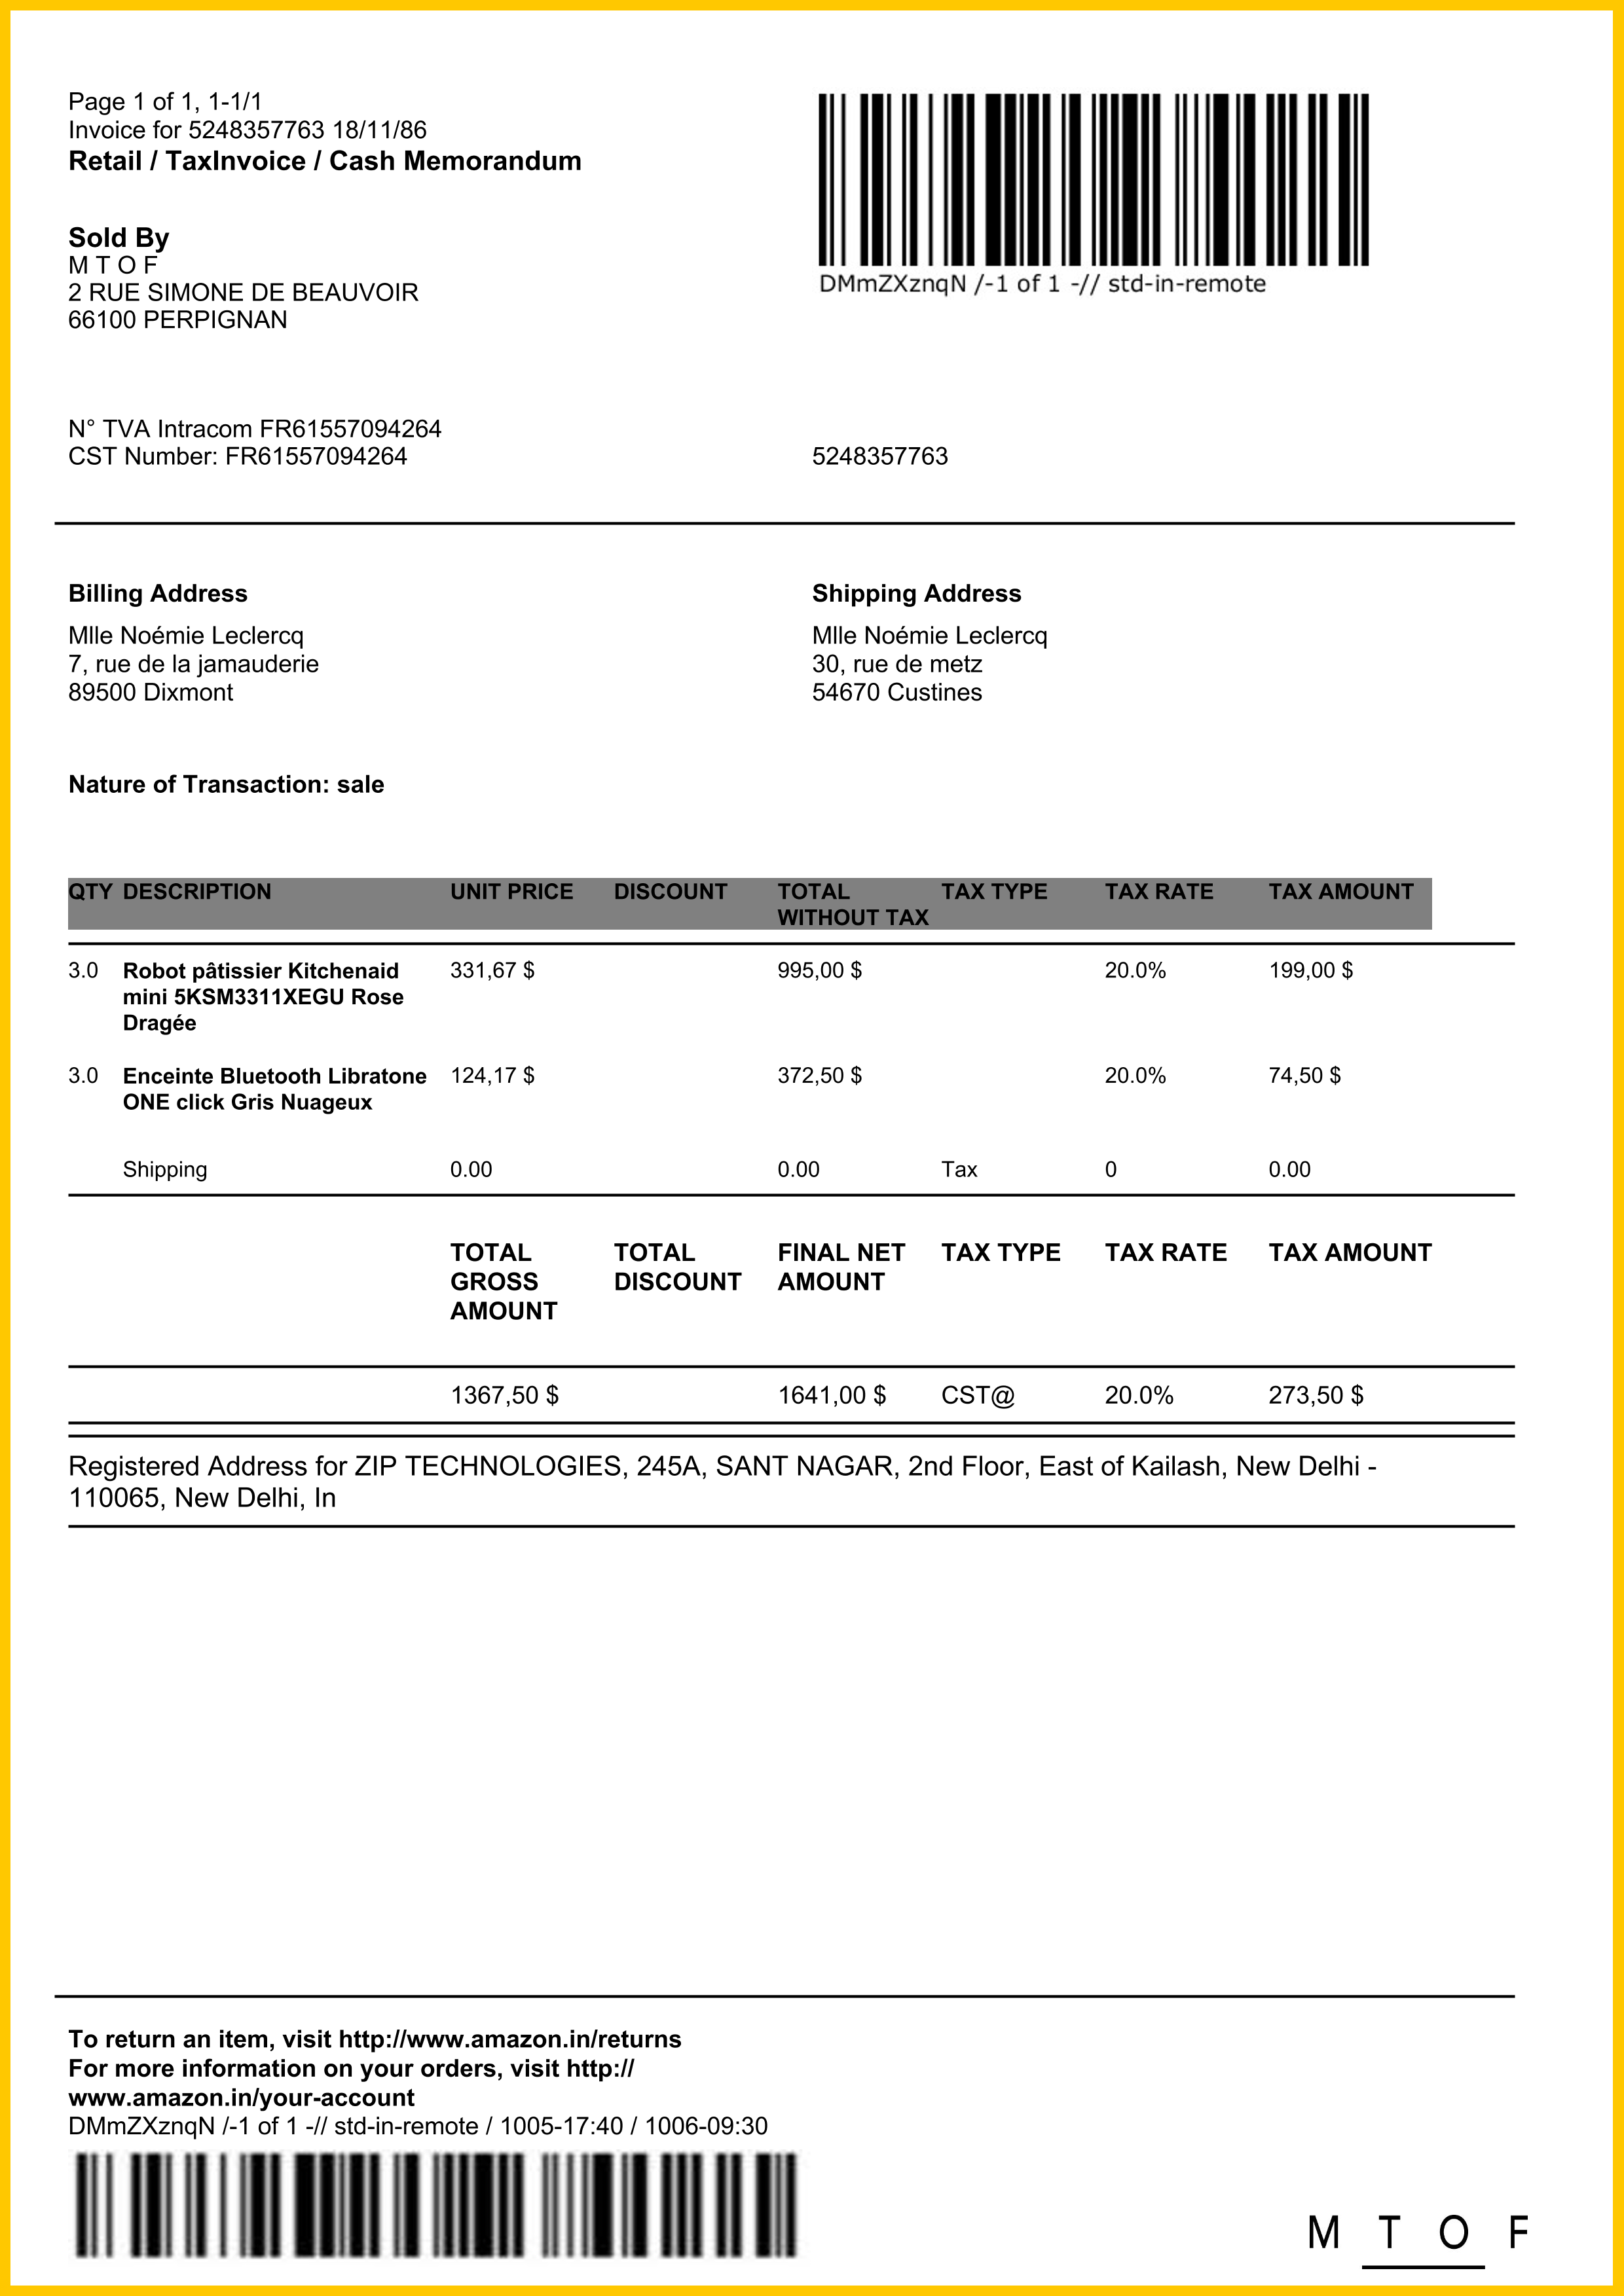 Page 1 of 1, 1-1/1
Invoice for 5248357763 18/11/86
Retail / TaxInvoice / Cash Memorandum
DMmZXznqN /-1 of 1 -// std-in-remote
Sold By
M T O F
2 RUE SIMONE DE BEAUVOIR
66100 PERPIGNAN
N° TVA Intracom FR61557094264
CST Number: FR61557094264
5248357763
Billing Address
Mlle Noémie Leclercq
7, rue de la jamauderie
89500 Dixmont
Shipping Address
Mlle Noémie Leclercq
30, rue de metz
54670 Custines
Nature of Transaction: sale
QTY DESCRIPTION UNIT PRICE DISCOUNT TOTAL TAX TYPE TAX RATE TAX AMOUNT
WITHOUT TAX
3.0 Robot pâtissier Kitchenaid 331,67 $ 995,00 $ 20.0% 199,00 $
mini 5KSM3311XEGU Rose
Dragée
3.0 Enceinte Bluetooth Libratone 124,17 $ 372,50 $ 20.0% 74,50 $
ONE click Gris Nuageux
Shipping 0.00 0.00 Tax 0 0.00
TOTAL TOTAL FINAL NET TAX TYPE TAX RATE TAX AMOUNT
GROSS DISCOUNT AMOUNT
AMOUNT
1367,50 $ 1641,00 $ CST@ 20.0% 273,50 $
Registered Address for ZIP TECHNOLOGIES, 245A, SANT NAGAR, 2nd Floor, East of Kailash, New Delhi -
110065, New Delhi, In
To return an item, visit http://www.amazon.in/returns
For more information on your orders, visit http://
www.amazon.in/your-account
DMmZXznqN /-1 of 1 -// std-in-remote / 1005-17:40 / 1006-09:30
M T O F